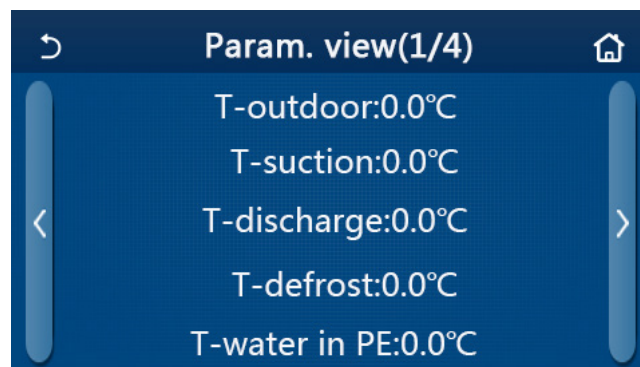 Param. view(1/4)
T-outdoor:0.0℃
T-suction:0.0℃
T-discharge:0.0℃
T-defrost:0.0℃
T-water in PE:0.0℃